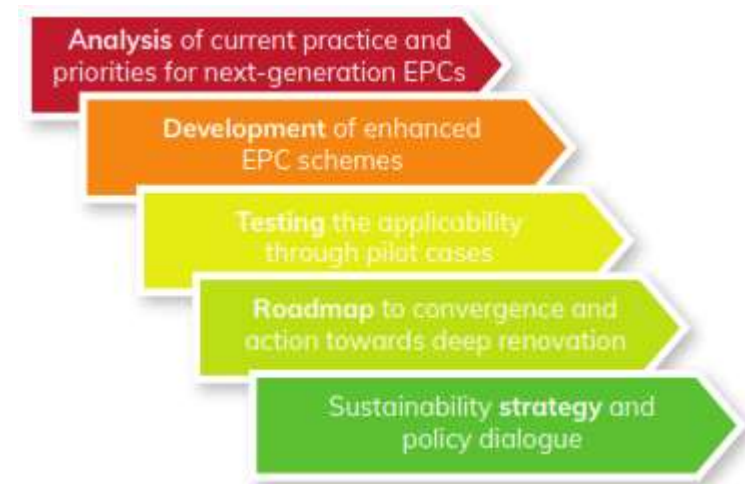 Analysis of current practice and
priorities for next-generation EPCs
Development of enhanced
EPC schemes
Testing the applicability
through pilot cases
Roadmap to convergence and
action towards deep renovation
Sustainability strategy and
policy dialogue